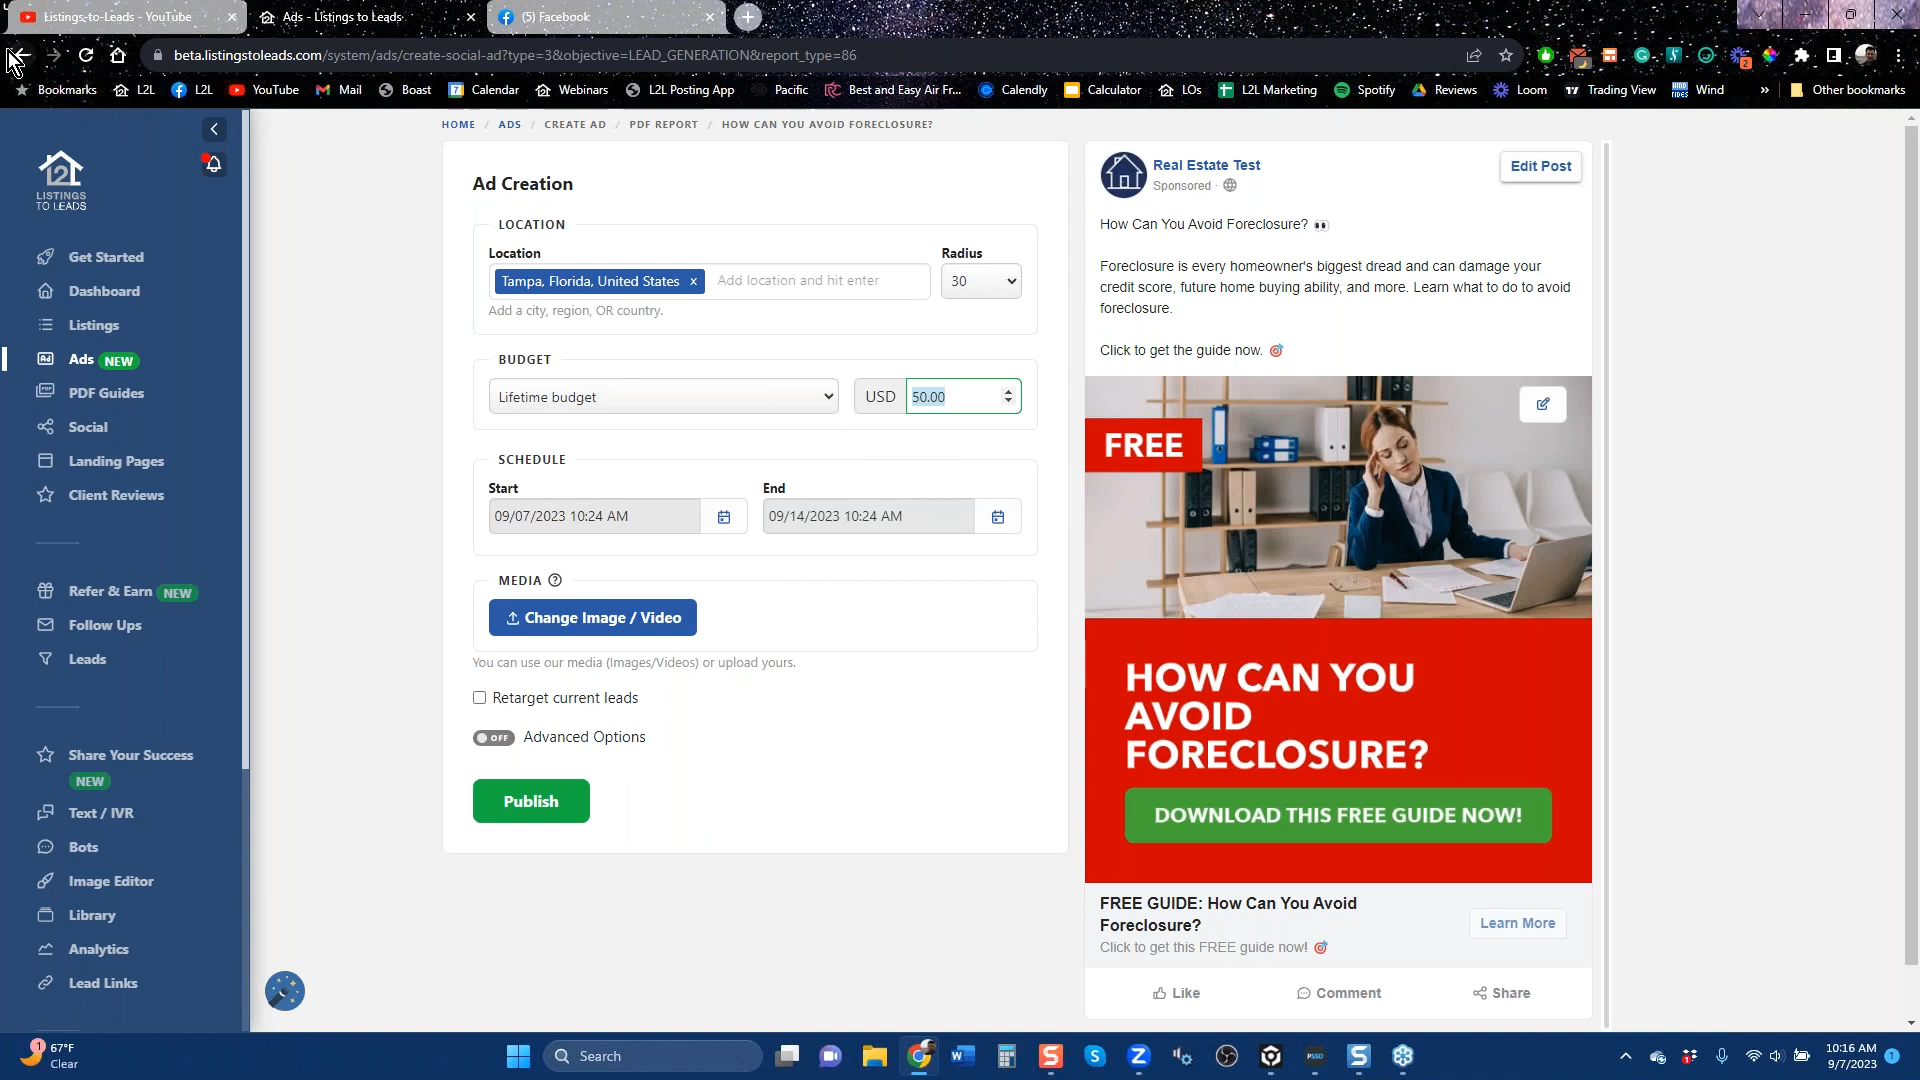 Listings-to-Leads - YouTube
Ads - Listings to Leads
(5) Facebook
beta.listingstoleads.com/system/ads/create-social-ad?type=3&objective=LEAD_GENERATION&report_type=86
2
Bookmarks
L2L
L2L
YouTube
Mail
Boast
7
Calendar
Webinars
L2L Posting App
Pacific
Best and Easy Air Fr...
Calendly
Calculator
LOs
L2L Marketing
Spotify
Reviews
Loom
Trading View
WIND RIDES
Wind
»
Other bookmarks
LISTINGS
TO LEADS
Get Started
Dashboard
Listings
Ad
Ads NEW
PDF
PDF Guides
Social
Landing Pages
Client Reviews
Refer & Earn NEW
Follow Ups
Leads
Share Your Success
NEW
Text / IVR
Bots
Image Editor
Library
Analytics
Lead Links
HOME / ADS / CREATE AD / PDF REPORT / HOW CAN YOU AVOID FORECLOSURE?
Ad Creation
LOCATION
Location
Radius
Tampa, Florida, United States ×
Add location and hit enter
30
Add a city, region, OR country.
BUDGET
Lifetime budget
USD
50.00
SCHEDULE
Start
End
09/07/2023 10:24 AM
09/14/2023 10:24 AM
MEDIA
Change Image / Video
You can use our media (Images/Videos) or upload yours.
Retarget current leads
OFF
Advanced Options
Publish
Real Estate Test
Sponsored ·
Edit Post
How Can You Avoid Foreclosure? 👀
Foreclosure is every homeowner's biggest dread and can damage your
credit score, future home buying ability, and more. Learn what to do to avoid
foreclosure.
Click to get the guide now. 🎯
FREE
HOW CAN YOU
AVOID
FORECLOSURE?
DOWNLOAD THIS FREE GUIDE NOW!
FREE GUIDE: How Can You Avoid
Foreclosure?
Click to get this FREE guide now! 🎯
Learn More
Like
Comment
Share
1
67°F
Clear
Search
PSSD
10:16 AM
9/7/2023
1